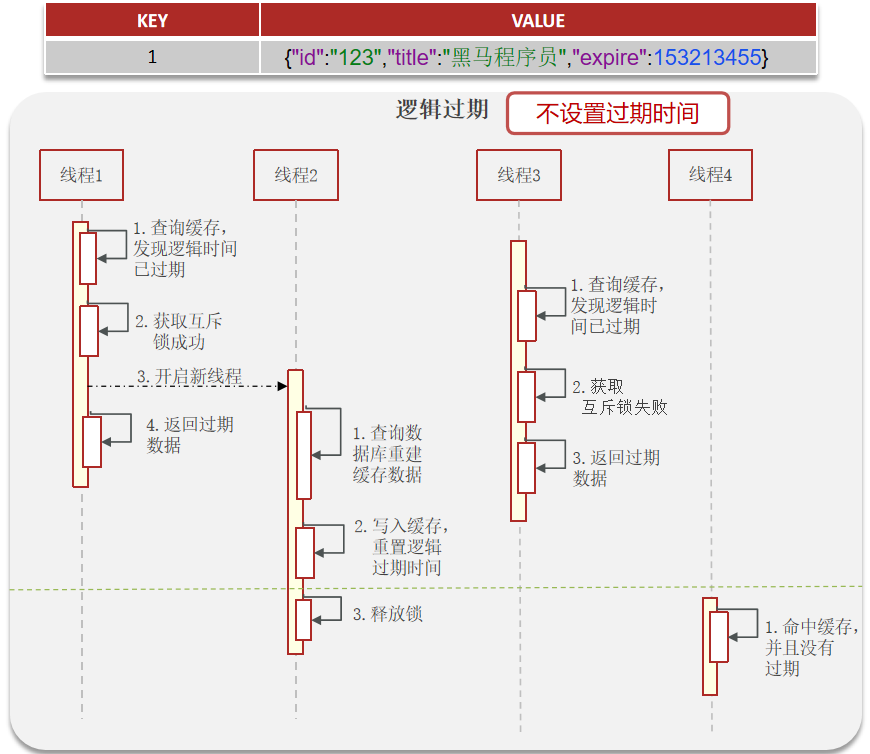 KEY VALUE
1 {"id":"123","title":"黑马程序员","expire":153213455}
逻辑过期 不设置过期时间
线程1 线程2 线程3 线程4
1.查询缓存，
发现逻辑时间
已过期
2.获取互斥
锁成功
3.开启新线程
4.返回过期
数据
1.查询数
据库重建
缓存数据
2.写入缓存，
重置逻辑
过期时间
3.释放锁
1.查询缓存，
发现逻辑时
间已过期
2.获取
互斥锁失败
3.返回过期
数据
1.命中缓存，
并且没有
过期